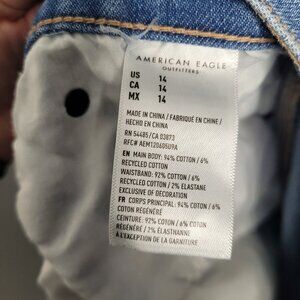 AMERICAN EAGLE
OUTFITTERS
US 14
CA 14
MX 14
MADE IN CHINA / FABRIQUÉ EN CHINE /
HECHO EN CHINA
RN 54485/CA 03873
EN MAIN BODY: 94% COTTON / 6%
RECYCLED COTTON
WAISTBAND: 92% COTTON / 6%
RECYCLED COTTON / 2% ELASTANE
EXCLUSIVE OF DECORATION
FR CORPS PRINCIPAL: 94% COTON / 6%
COTON RÉGÉNÉRÉ
CEINTURE: 92% COTON / 6% COTON
RÉGÉNÉRÉ / 2% ÉLASTHANNE
À L'EXCEPTION DE LA GARNITURE